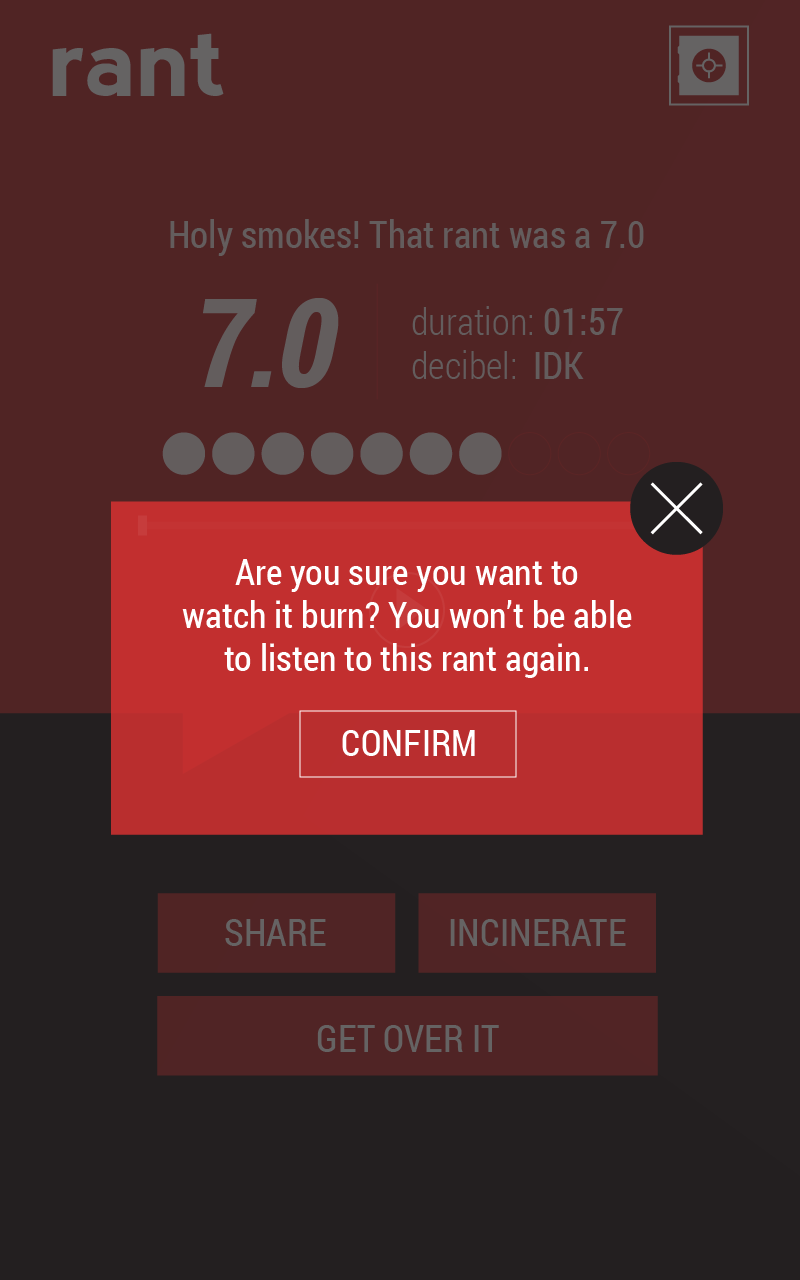 rant
Holy smokes! That rant was a 7.0
7.0
duration: 01:57
decibel: IDK
Are you sure you want to
watch it burn? You won’t be able
to listen to this rant again.
CONFIRM
SHARE
INCINERATE
GET OVER IT